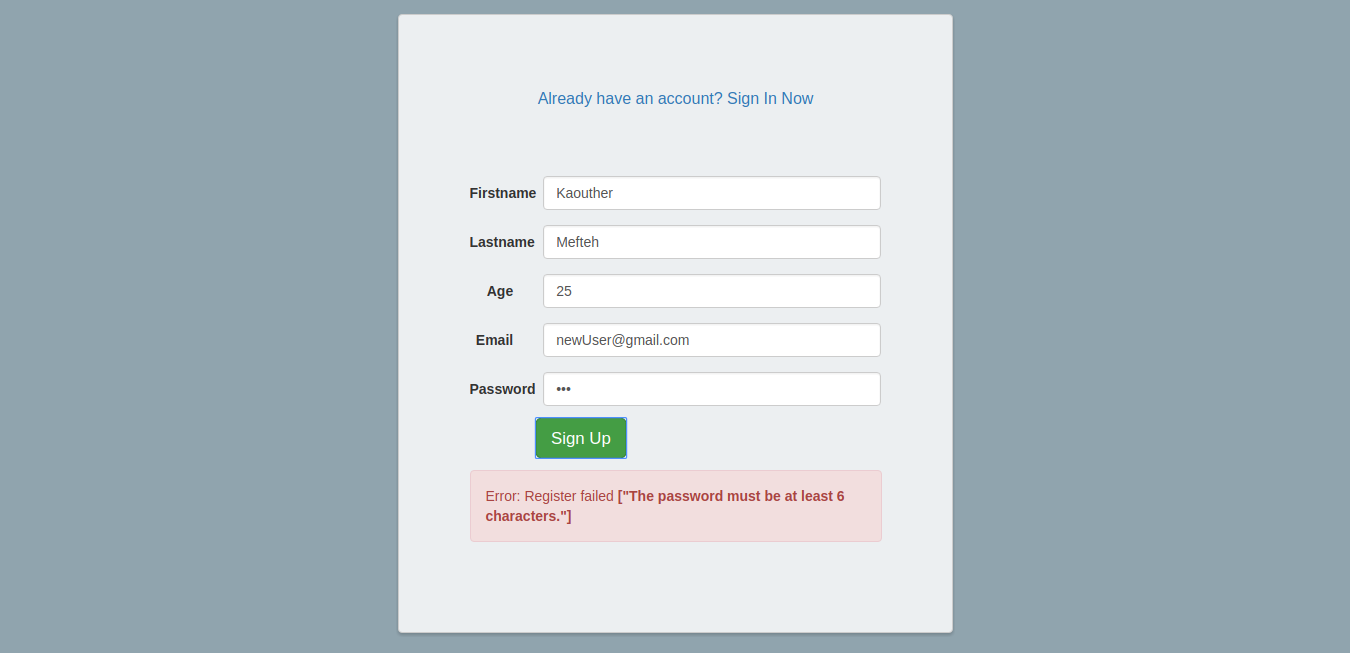 Already have an account? Sign In Now
Firstname Kaouther
Lastname Mefteh
Age 25
Email newUser@gmail.com
Password •••
Sign Up
Error: Register failed ["The password must be at least 6
characters."]